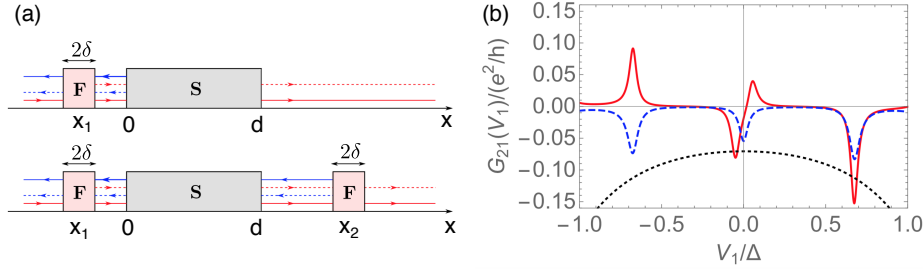 (a)
2δ
F
S
x₁
0
d
x
2δ
2δ
F
S
F
x₁
0
d
x₂
x
(b)
G₂₁(V₁)/(e²/h)
0.15
0.10
0.05
0.00
-0.05
-0.10
-0.15
-1.0 -0.5 0.0 0.5 1.0
V₁/Δ